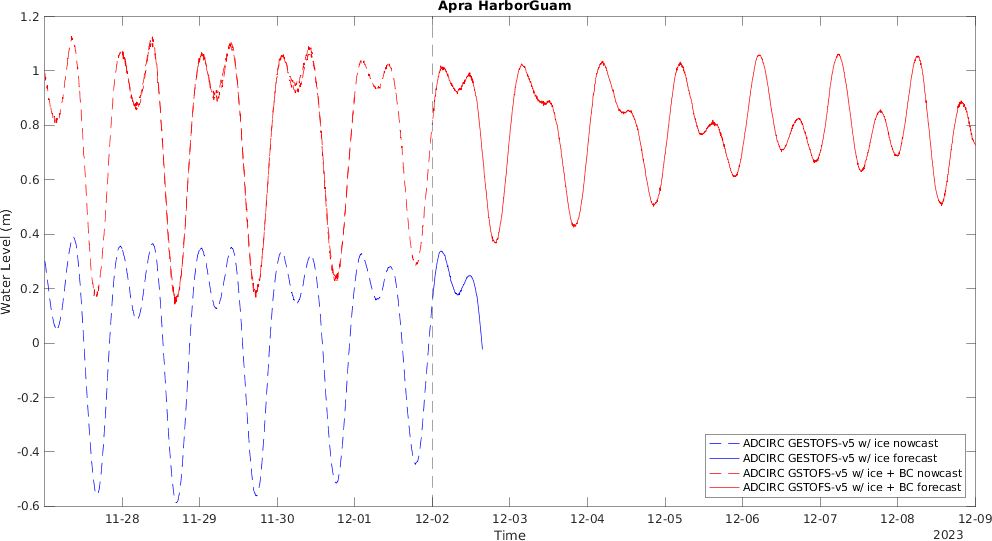 Apra HarborGuam
1.2
1
0.8
0.6
0.4
0.2
0
-0.2
-0.4
-0.6
Water Level (m)
11-28 11-29 11-30 12-01 12-02 12-03 12-04 12-05 12-06 12-07 12-08 12-09
Time
2023
ADCIRC GESTOFS-v5 w/ ice nowcast
ADCIRC GESTOFS-v5 w/ ice forecast
ADCIRC GSTOFS-v5 w/ ice + BC nowcast
ADCIRC GSTOFS-v5 w/ ice + BC forecast